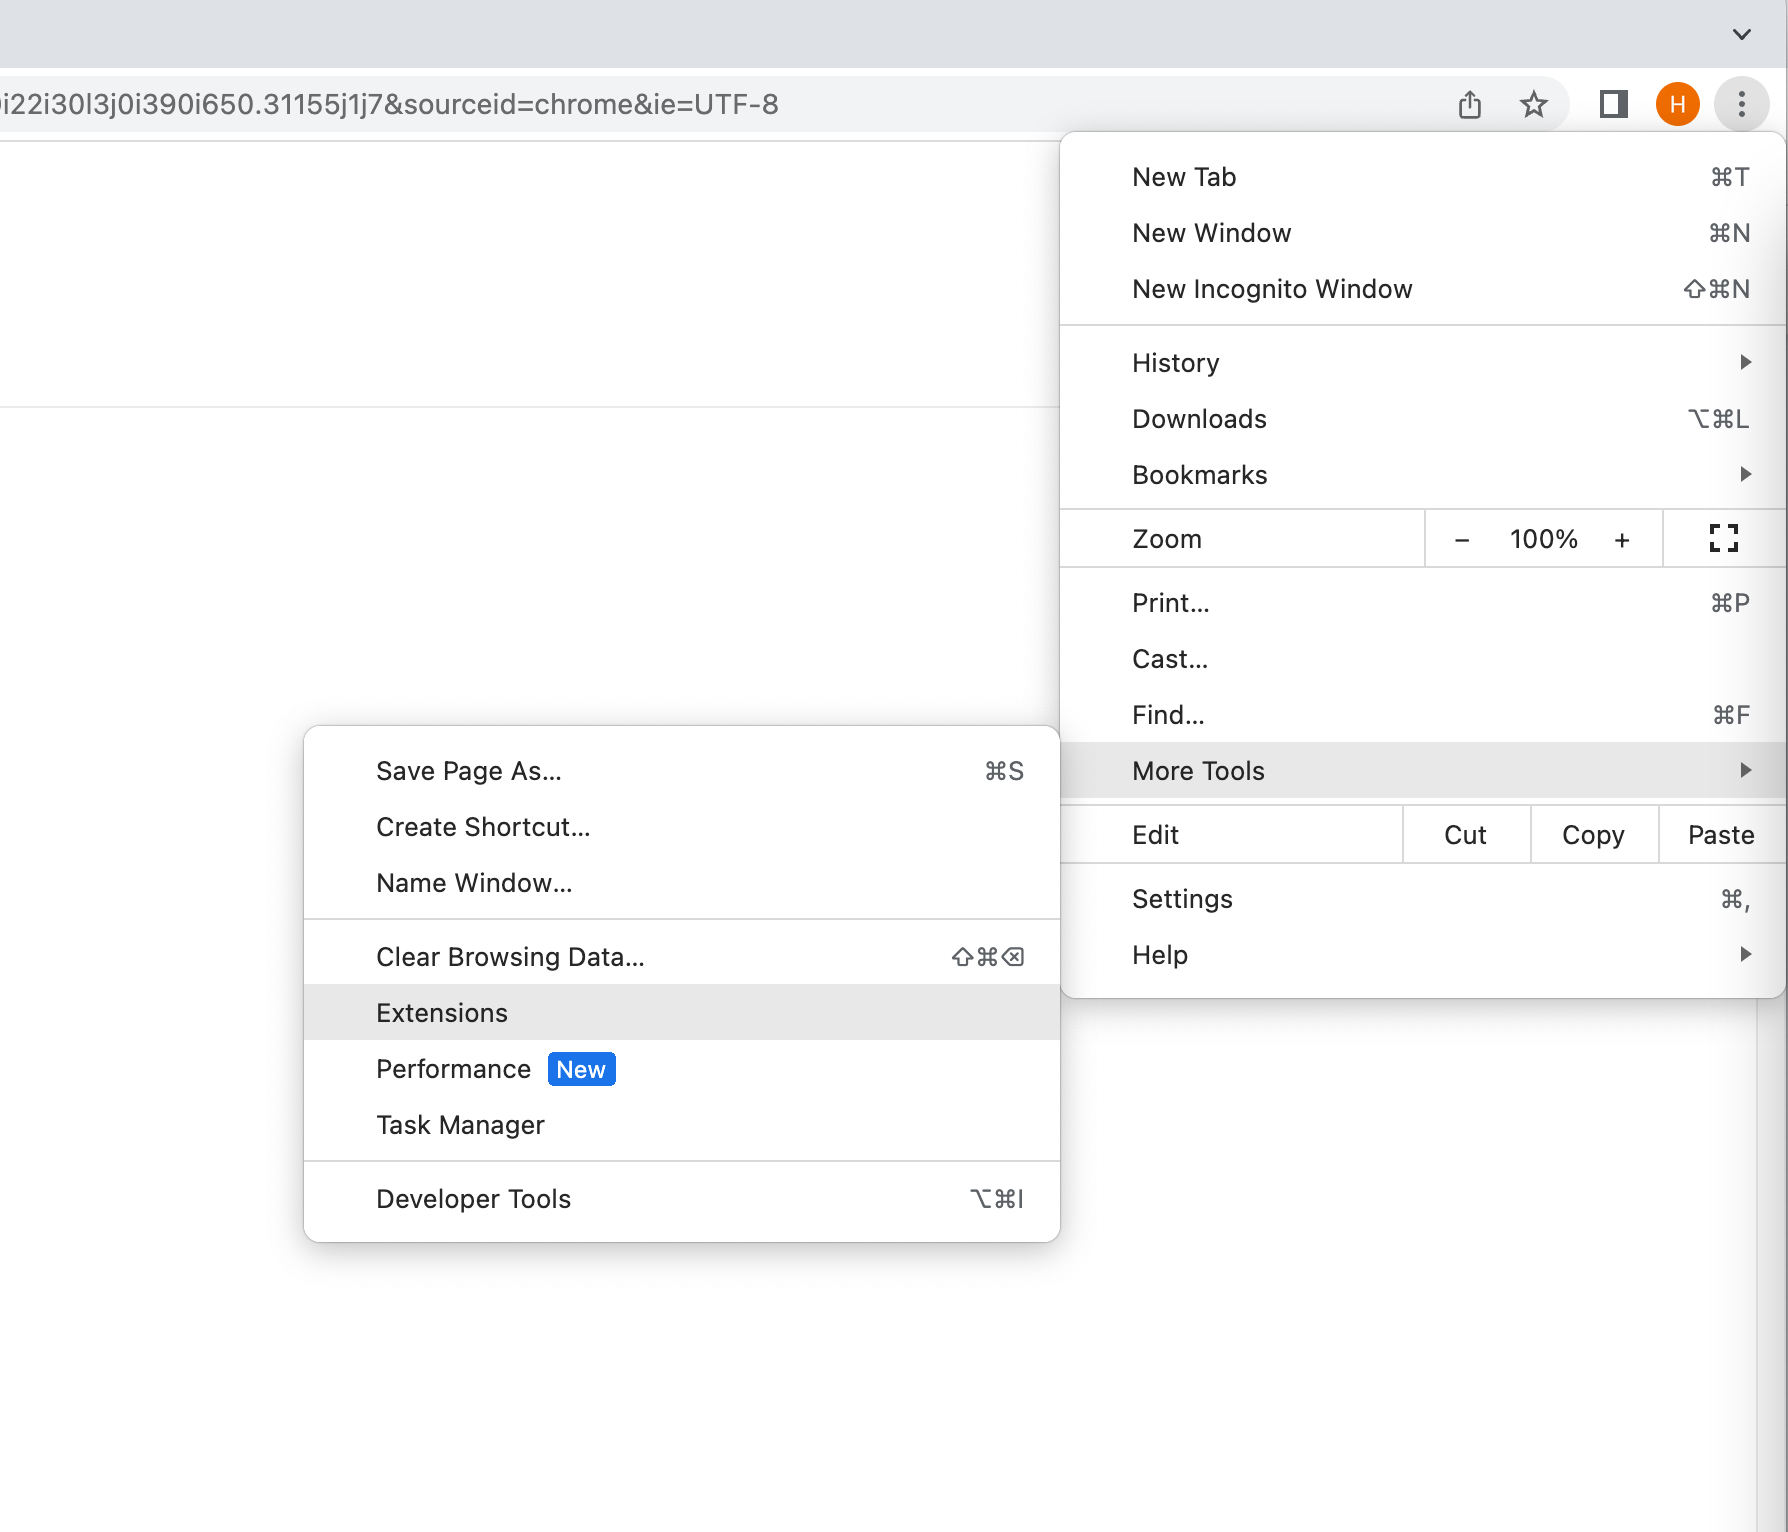 i22i30l3j0i390i650.31155j1j7&sourceid=chrome&ie=UTF-8
H
New Tab ⌘T
New Window ⌘N
New Incognito Window ⇧⌘N
History
Downloads ⌥⌘L
Bookmarks
Zoom − 100% +
Print... ⌘P
Cast...
Find... ⌘F
More Tools
Edit Cut Copy Paste
Settings ⌘,
Help
Save Page As... ⌘S
Create Shortcut...
Name Window...
Clear Browsing Data... ⇧⌘⌫
Extensions
Performance New
Task Manager
Developer Tools ⌥⌘I